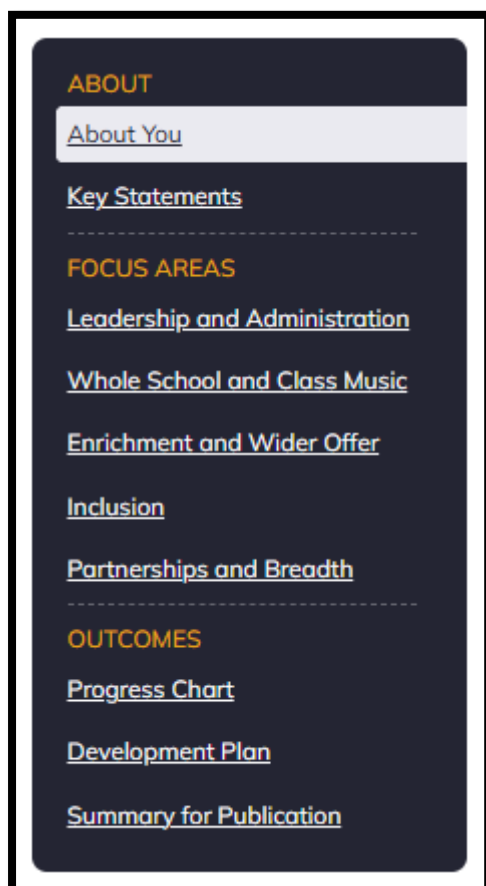 ABOUT
About You
Key Statements
FOCUS AREAS
Leadership and Administration
Whole School and Class Music
Enrichment and Wider Offer
Inclusion
Partnerships and Breadth
OUTCOMES
Progress Chart
Development Plan
Summary for Publication